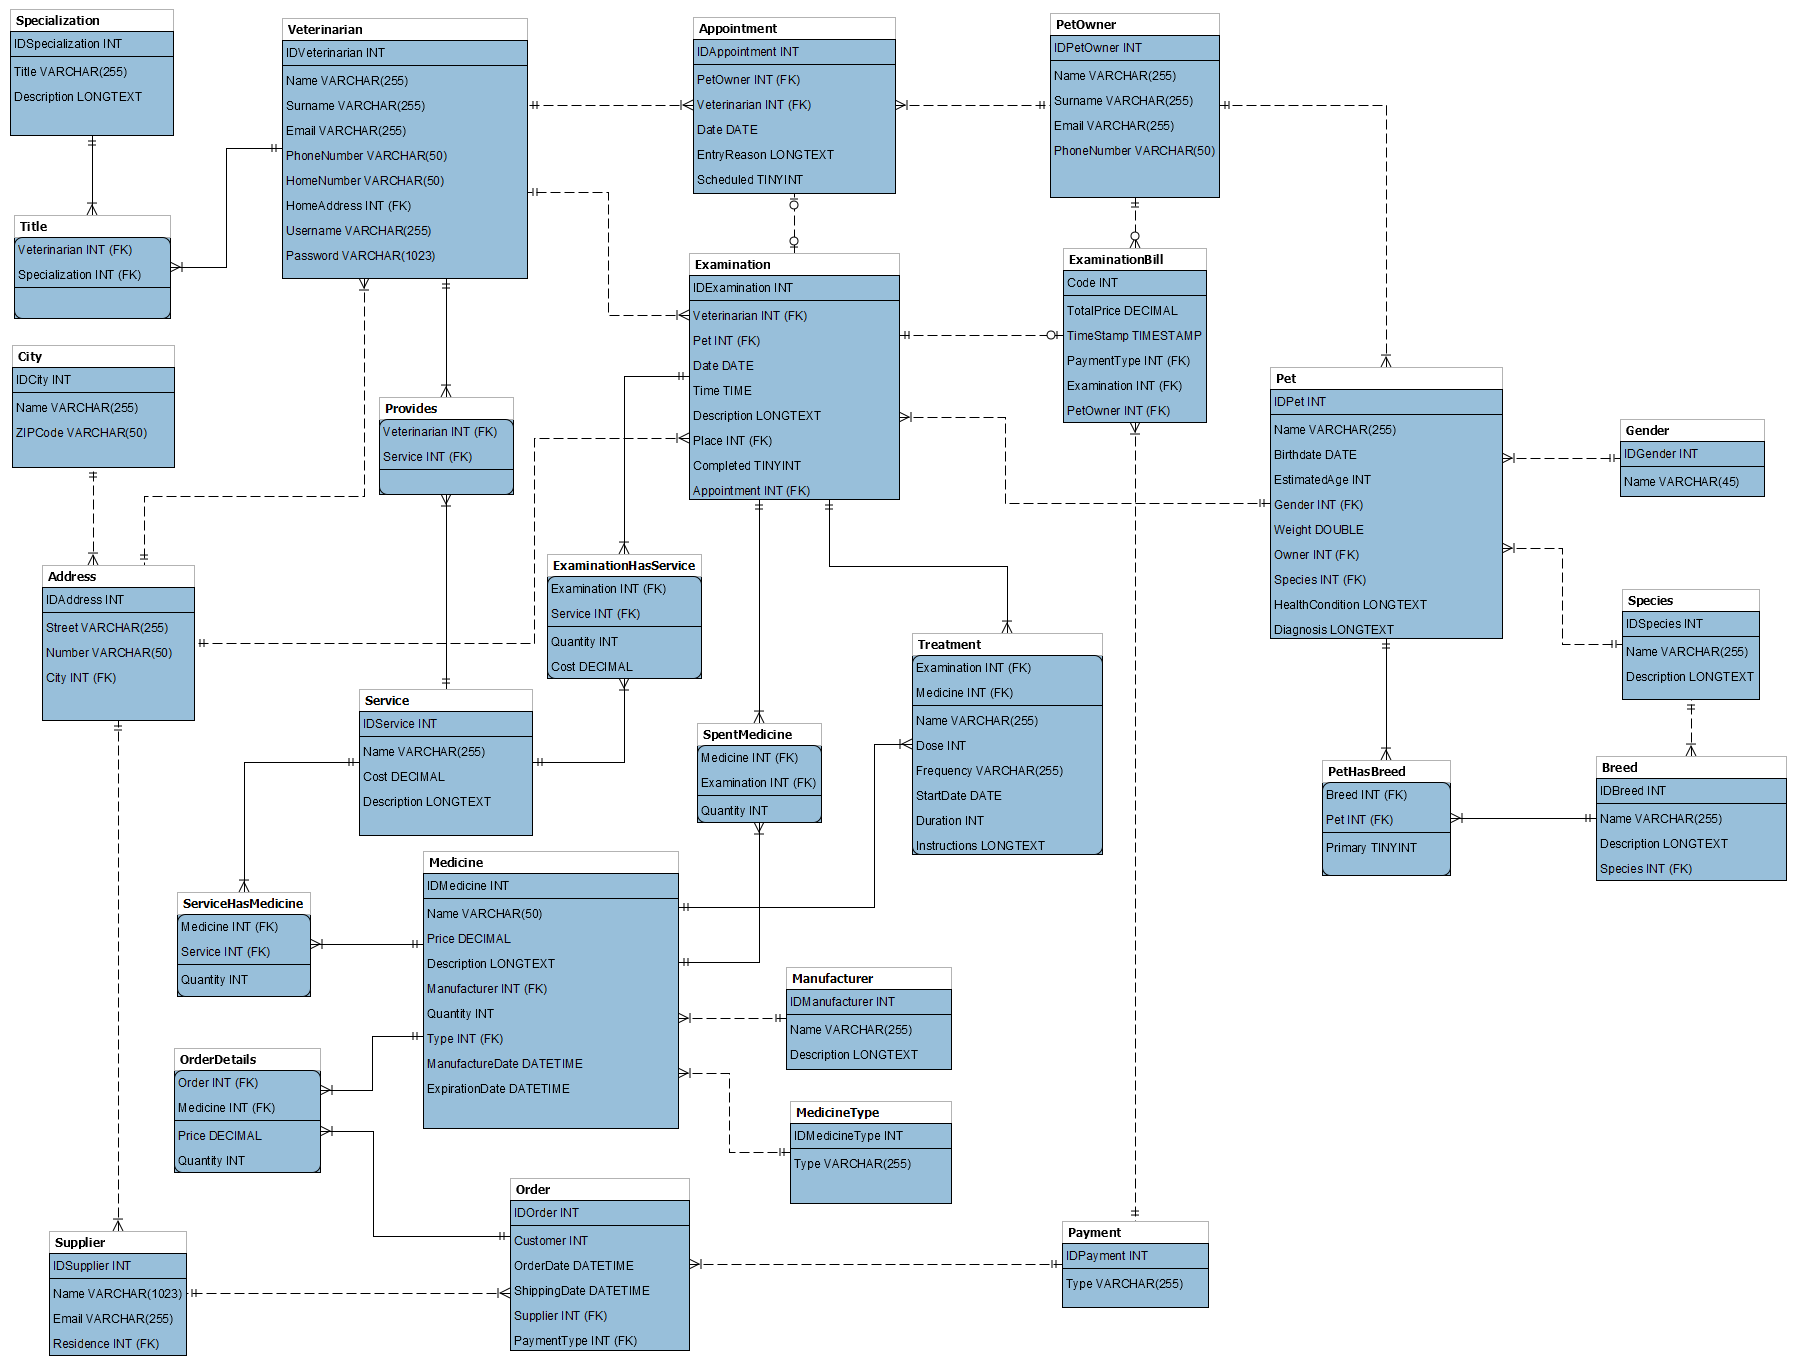 Specialization
IDSpecialization INT
Title VARCHAR(255)
Description LONGTEXT
Veterinarian
IDVeterinarian INT
Name VARCHAR(255)
Surname VARCHAR(255)
Email VARCHAR(255)
PhoneNumber VARCHAR(50)
HomeNumber VARCHAR(50)
HomeAddress INT (FK)
Username VARCHAR(255)
Password VARCHAR(1023)
Appointment
IDAppointment INT
PetOwner INT (FK)
Veterinarian INT (FK)
Date DATE
EntryReason LONGTEXT
Scheduled TINYINT
PetOwner
IDPetOwner INT
Name VARCHAR(255)
Surname VARCHAR(255)
Email VARCHAR(255)
PhoneNumber VARCHAR(50)
Title
Veterinarian INT (FK)
Specialization INT (FK)
Examination
IDExamination INT
Veterinarian INT (FK)
Pet INT (FK)
Date DATE
Time TIME
Description LONGTEXT
Place INT (FK)
Completed TINYINT
Appointment INT (FK)
ExaminationBill
Code INT
TotalPrice DECIMAL
TimeStamp TIMESTAMP
PaymentType INT (FK)
Examination INT (FK)
PetOwner INT (FK)
City
IDCity INT
Name VARCHAR(255)
ZIPCode VARCHAR(50)
Provides
Veterinarian INT (FK)
Service INT (FK)
Pet
IDPet INT
Name VARCHAR(255)
Birthdate DATE
EstimatedAge INT
Gender INT (FK)
Weight DOUBLE
Owner INT (FK)
Species INT (FK)
HealthCondition LONGTEXT
Diagnosis LONGTEXT
Gender
IDGender INT
Name VARCHAR(45)
Address
IDAddress INT
Street VARCHAR(255)
Number VARCHAR(50)
City INT (FK)
ExaminationHasService
Examination INT (FK)
Service INT (FK)
Quantity INT
Cost DECIMAL
Treatment
Examination INT (FK)
Medicine INT (FK)
Name VARCHAR(255)
Dose INT
Frequency VARCHAR(255)
StartDate DATE
Duration INT
Instructions LONGTEXT
Species
IDSpecies INT
Name VARCHAR(255)
Description LONGTEXT
Service
IDService INT
Name VARCHAR(255)
Cost DECIMAL
Description LONGTEXT
SpentMedicine
Medicine INT (FK)
Examination INT (FK)
Quantity INT
PetHasBreed
Breed INT (FK)
Pet INT (FK)
Primary TINYINT
Breed
IDBreed INT
Name VARCHAR(255)
Description LONGTEXT
Species INT (FK)
ServiceHasMedicine
Medicine INT (FK)
Service INT (FK)
Quantity INT
Medicine
IDMedicine INT
Name VARCHAR(50)
Price DECIMAL
Description LONGTEXT
Manufacturer INT (FK)
Quantity INT
Type INT (FK)
ManufactureDate DATETIME
ExpirationDate DATETIME
Manufacturer
IDManufacturer INT
Name VARCHAR(255)
Description LONGTEXT
OrderDetails
Order INT (FK)
Medicine INT (FK)
Price DECIMAL
Quantity INT
MedicineType
IDMedicineType INT
Type VARCHAR(255)
Order
IDOrder INT
Customer INT
OrderDate DATETIME
ShippingDate DATETIME
Supplier INT (FK)
PaymentType INT (FK)
Payment
IDPayment INT
Type VARCHAR(255)
Supplier
IDSupplier INT
Name VARCHAR(1023)
Email VARCHAR(255)
Residence INT (FK)